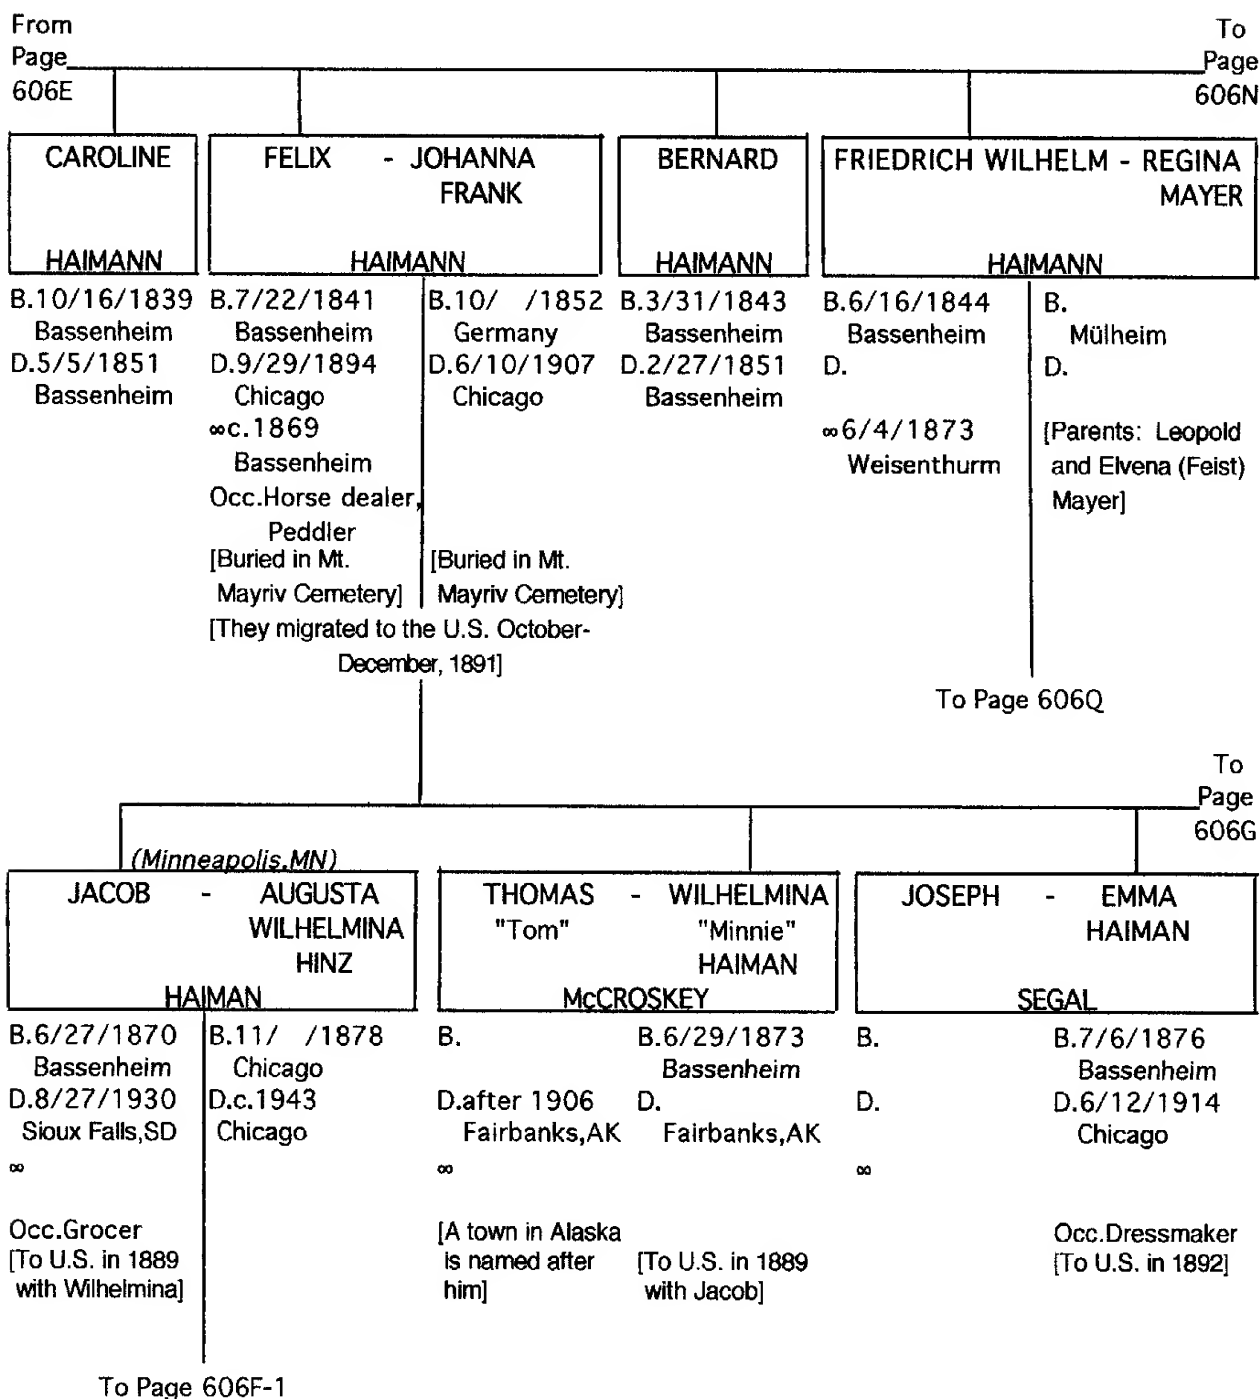 From
Page
606E
To
Page
606N
CAROLINE
HAIMANN
B.10/16/1839
Bassenheim
D.5/5/1851
Bassenheim
FELIX - JOHANNA
FRANK
HAIMANN
B.7/22/1841
Bassenheim
D.9/29/1894
Chicago
∞c.1869
Bassenheim
Occ.Horse dealer,
Peddler
[Buried in Mt.
Mayriv Cemetery]
B.10/ /1852
Germany
D.6/10/1907
Chicago
[Buried in Mt.
Mayriv Cemetery]
[They migrated to the U.S. October-
December, 1891]
BERNARD
HAIMANN
B.3/31/1843
Bassenheim
D.2/27/1851
Bassenheim
FRIEDRICH WILHELM - REGINA
MAYER
HAIMANN
B.6/16/1844
Bassenheim
D.
∞6/4/1873
Weisenthurm
B.
Mülheim
D.
[Parents: Leopold
and Elvena (Feist)
Mayer]
To Page 606Q
To
Page
606G
(Minneapolis,MN)
JACOB - AUGUSTA
WILHELMINA
HINZ
HAIMAN
B.6/27/1870
Bassenheim
D.8/27/1930
Sioux Falls,SD
∞
Occ.Grocer
[To U.S. in 1889
with Wilhelmina]
B.11/ /1878
Chicago
D.c.1943
Chicago
To Page 606F-1
THOMAS - WILHELMINA
"Tom" "Minnie"
HAIMAN
McCROSKEY
B.
D.after 1906
Fairbanks,AK
∞
[A town in Alaska
is named after
him]
B.6/29/1873
Bassenheim
D.
Fairbanks,AK
[To U.S. in 1889
with Jacob]
JOSEPH - EMMA
HAIMAN
SEGAL
B.
D.
∞
B.7/6/1876
Bassenheim
D.6/12/1914
Chicago
Occ.Dressmaker
[To U.S. in 1892]